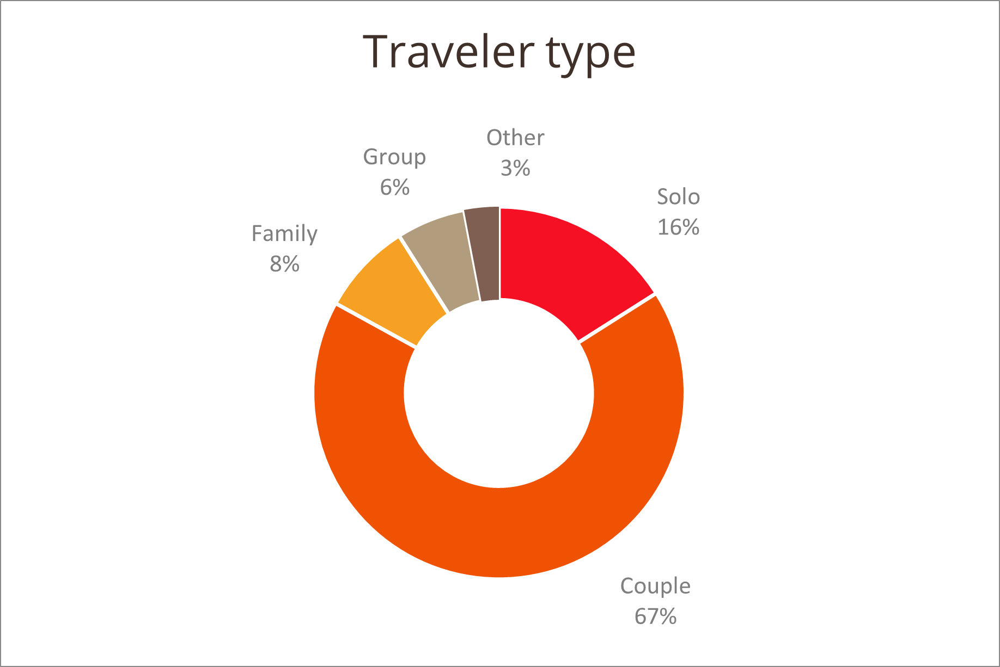 Traveler type
Other
3%
Group
6%
Solo
16%
Family
8%
Couple
67%